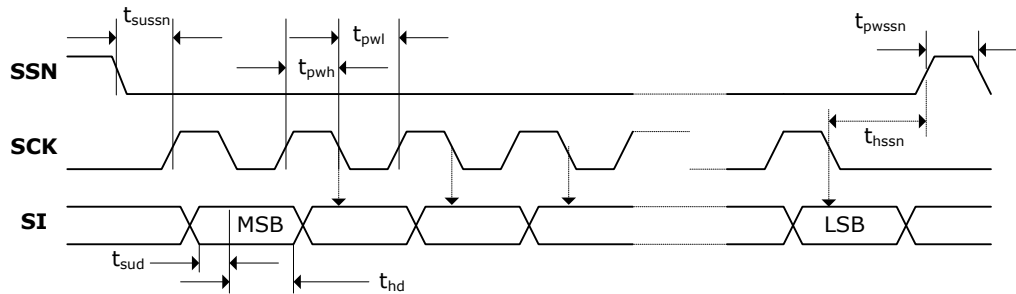 t_sussn
t_pwl
t_pwh
t_pwssn
SSN
SCK
t_hssn
SI
MSB
LSB
t_sud
t_hd